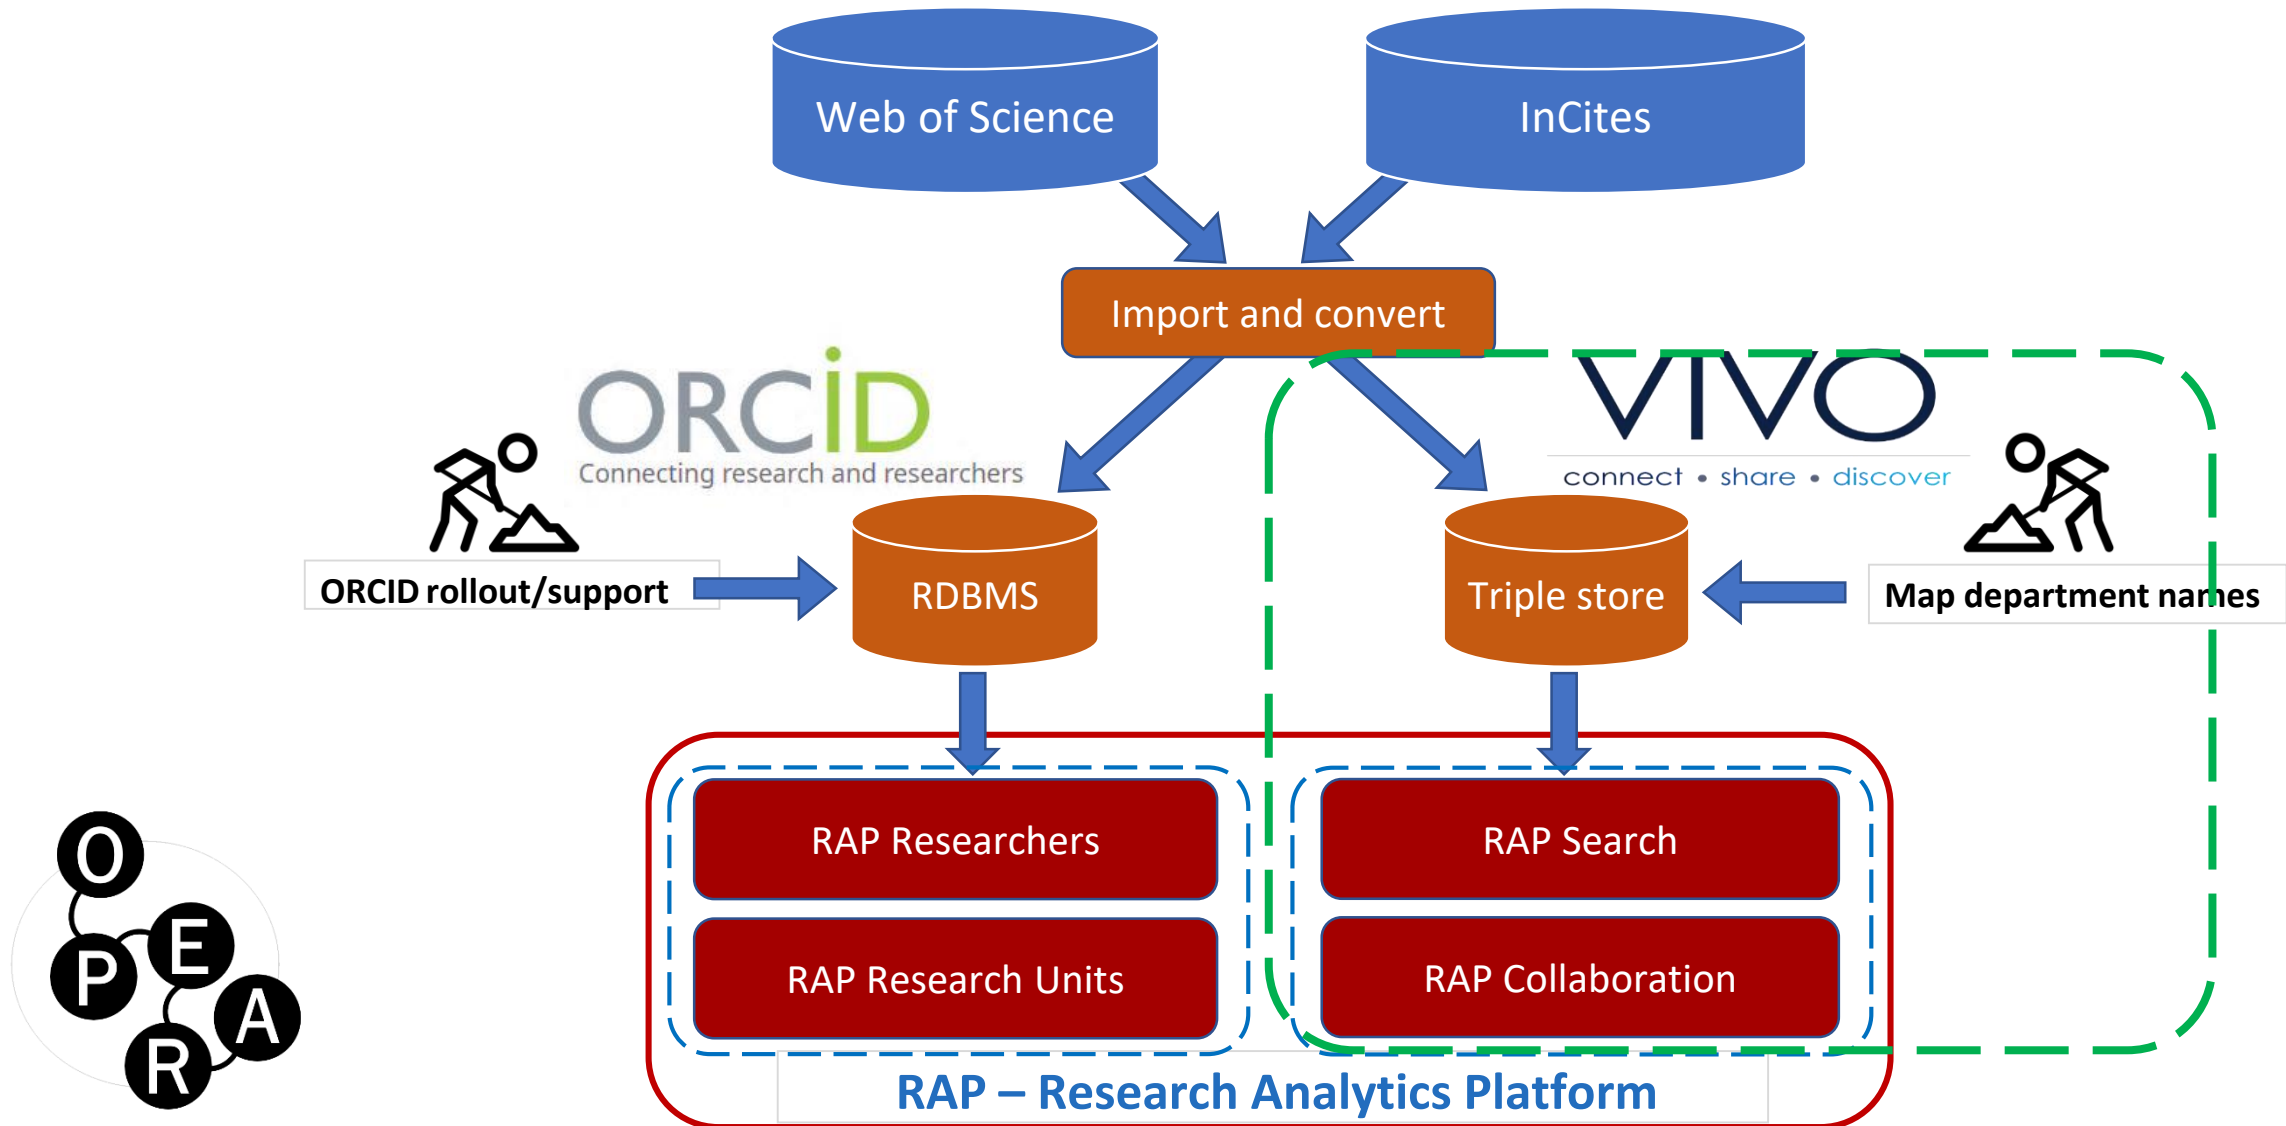 Web of Science
InCites
Import and convert
ORCID
Connecting research and researchers
VIVO
connect • share • discover
ORCID rollout/support
RDBMS
Triple store
Map department names
RAP Researchers
RAP Search
RAP Research Units
RAP Collaboration
RAP – Research Analytics Platform
OPERA